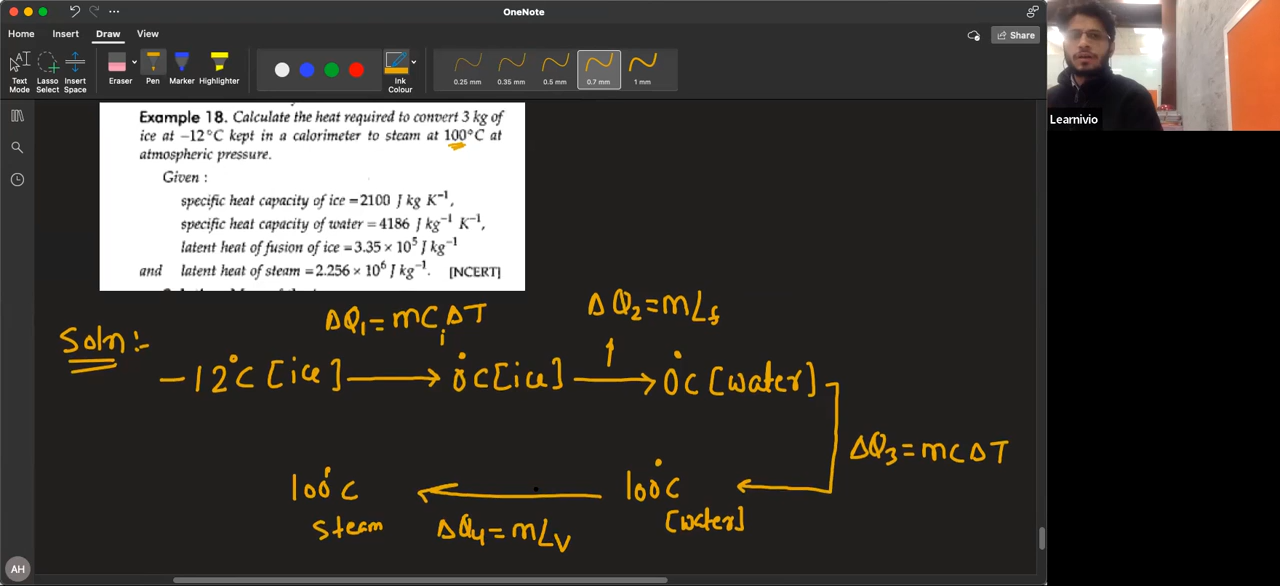 OneNote
Home Insert Draw View
Share
Text Mode Lasso Select Insert Space Eraser Pen Marker Highlighter Ink Colour 0.25 mm 0.35 mm 0.5 mm 0.7 mm 1 mm
Learnivio
Example 18. Calculate the heat required to convert 3 kg of
ice at −12°C kept in a calorimeter to steam at 100°C at
atmospheric pressure.
Given :
specific heat capacity of ice = 2100 J kg K⁻¹,
specific heat capacity of water = 4186 J kg⁻¹ K⁻¹,
latent heat of fusion of ice = 3.35 × 10⁵ J kg⁻¹
and latent heat of steam = 2.256 × 10⁶ J kg⁻¹. [NCERT]
Soln:-
ΔQ₁ = mCᵢΔT
ΔQ₂ = mL_f
−12°C [ice] → 0°C [ice] → 0°C [water]
ΔQ₃ = mCΔT
100°C steam ← 100°C [water]
ΔQ₄ = mL_V
AH